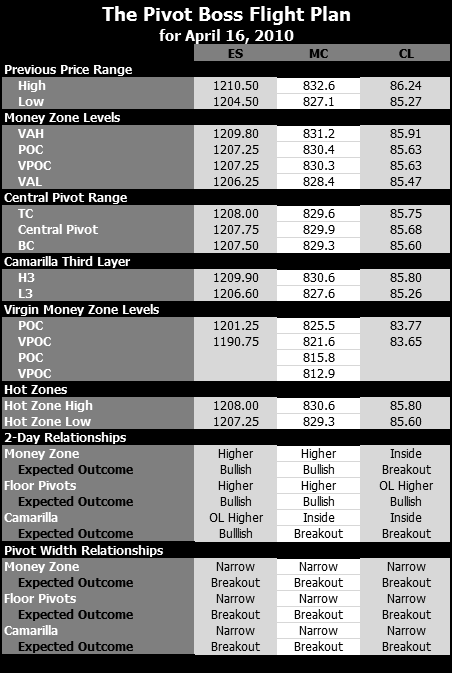 The Pivot Boss Flight Plan
for April 16, 2010
ES MC CL
Previous Price Range
High 1210.50 832.6 86.24
Low 1204.50 827.1 85.27
Money Zone Levels
VAH 1209.80 831.2 85.91
POC 1207.25 830.4 85.63
VPOC 1207.25 830.3 85.63
VAL 1206.25 828.4 85.47
Central Pivot Range
TC 1208.00 829.6 85.75
Central Pivot 1207.75 829.9 85.68
BC 1207.50 829.3 85.60
Camarilla Third Layer
H3 1209.90 830.6 85.80
L3 1206.60 827.6 85.26
Virgin Money Zone Levels
POC 1201.25 825.5 83.77
VPOC 1190.75 821.6 83.65
POC 815.8
VPOC 812.9
Hot Zones
Hot Zone High 1208.00 830.6 85.80
Hot Zone Low 1207.25 829.3 85.60
2-Day Relationships
Money Zone Higher Higher Inside
Expected Outcome Bullish Bullish Breakout
Floor Pivots Higher Higher OL Higher
Expected Outcome Bullish Bullish Bullish
Camarilla OL Higher Inside Inside
Expected Outcome Bulllish Breakout Breakout
Pivot Width Relationships
Money Zone Narrow Narrow Narrow
Expected Outcome Breakout Breakout Breakout
Floor Pivots Narrow Narrow Narrow
Expected Outcome Breakout Breakout Breakout
Camarilla Narrow Narrow Narrow
Expected Outcome Breakout Breakout Breakout